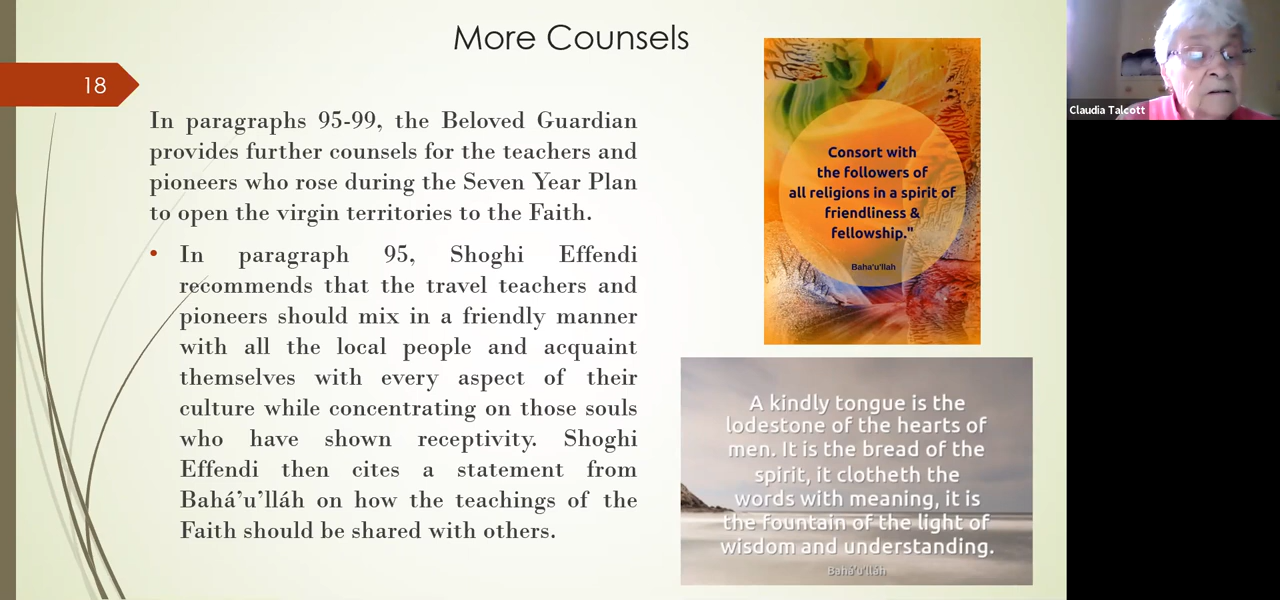 More Counsels
18
In paragraphs 95-99, the Beloved Guardian
provides further counsels for the teachers and
pioneers who rose during the Seven Year Plan
to open the virgin territories to the Faith.
• In paragraph 95, Shoghi Effendi
recommends that the travel teachers and
pioneers should mix in a friendly manner
with all the local people and acquaint
themselves with every aspect of their
culture while concentrating on those souls
who have shown receptivity. Shoghi
Effendi then cites a statement from
Bahá’u’lláh on how the teachings of the
Faith should be shared with others.
Consort with
the followers of
all religions in a spirit of
friendliness &
fellowship."
Baha'u'llah
A kindly tongue is the
lodestone of the hearts of
men. It is the bread of the
spirit, it clotheth the
words with meaning, it is
the fountain of the light of
wisdom and understanding.
Bahá'u'lláh
Claudia Talcott